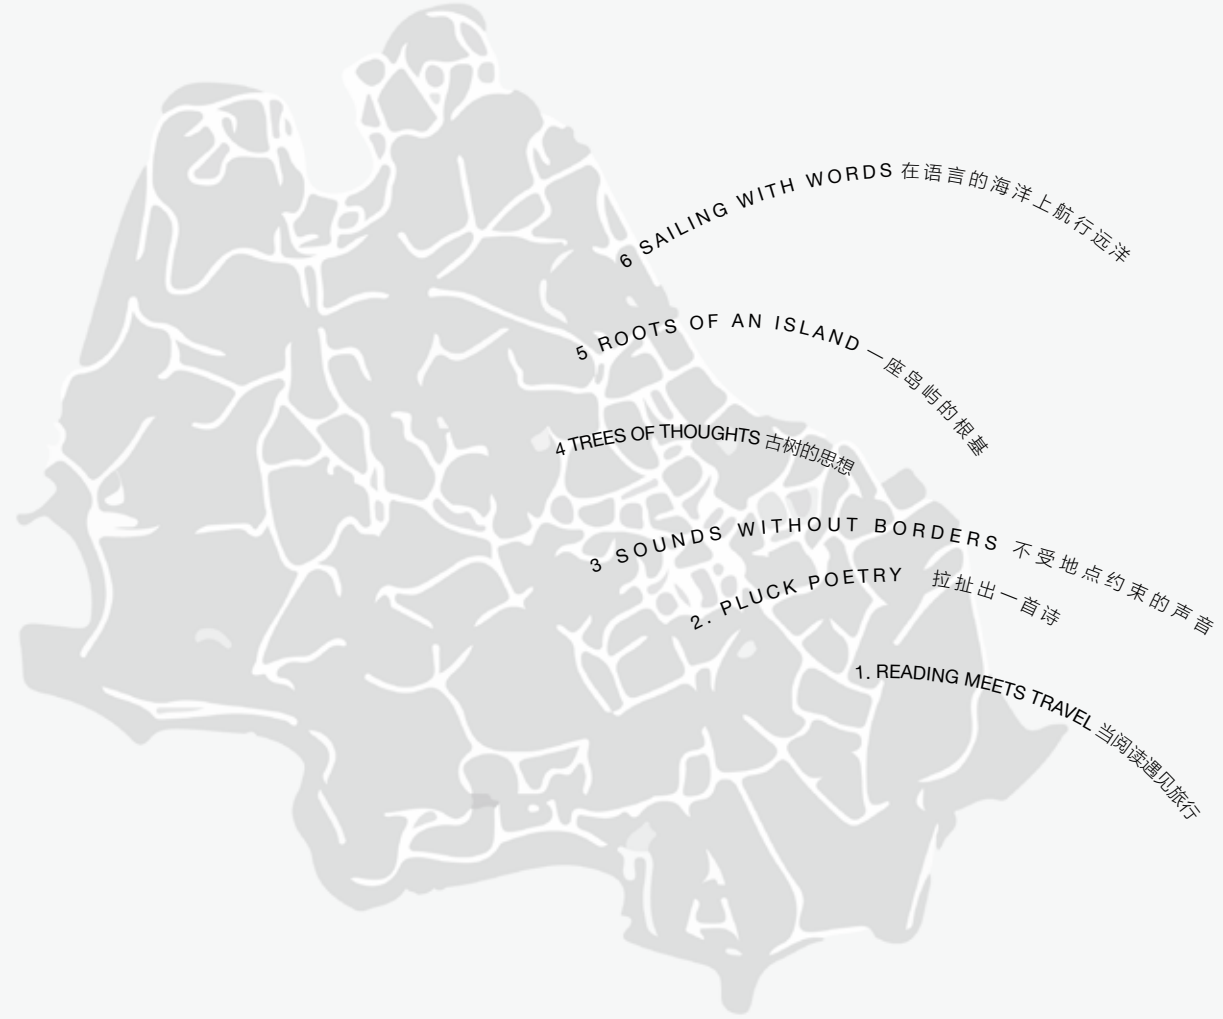 6 SAILING WITH WORDS 在语言的海洋上航行远洋
5 ROOTS OF AN ISLAND 一座岛屿的根基
4 TREES OF THOUGHTS 古树的思想
3 SOUNDS WITHOUT BORDERS 不受地点约束的声音
2. PLUCK POETRY 拉扯出一首诗
1. READING MEETS TRAVEL 当阅读遇见旅行